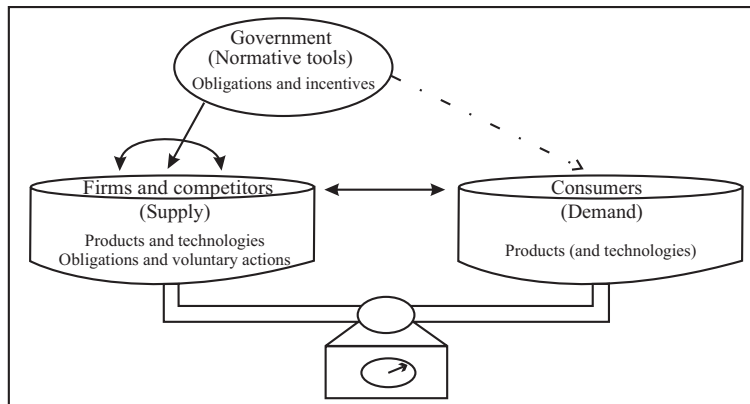 Government
(Normative tools)
Obligations and incentives
Firms and competitors
(Supply)
Products and technologies
Obligations and voluntary actions
Consumers
(Demand)
Products (and technologies)